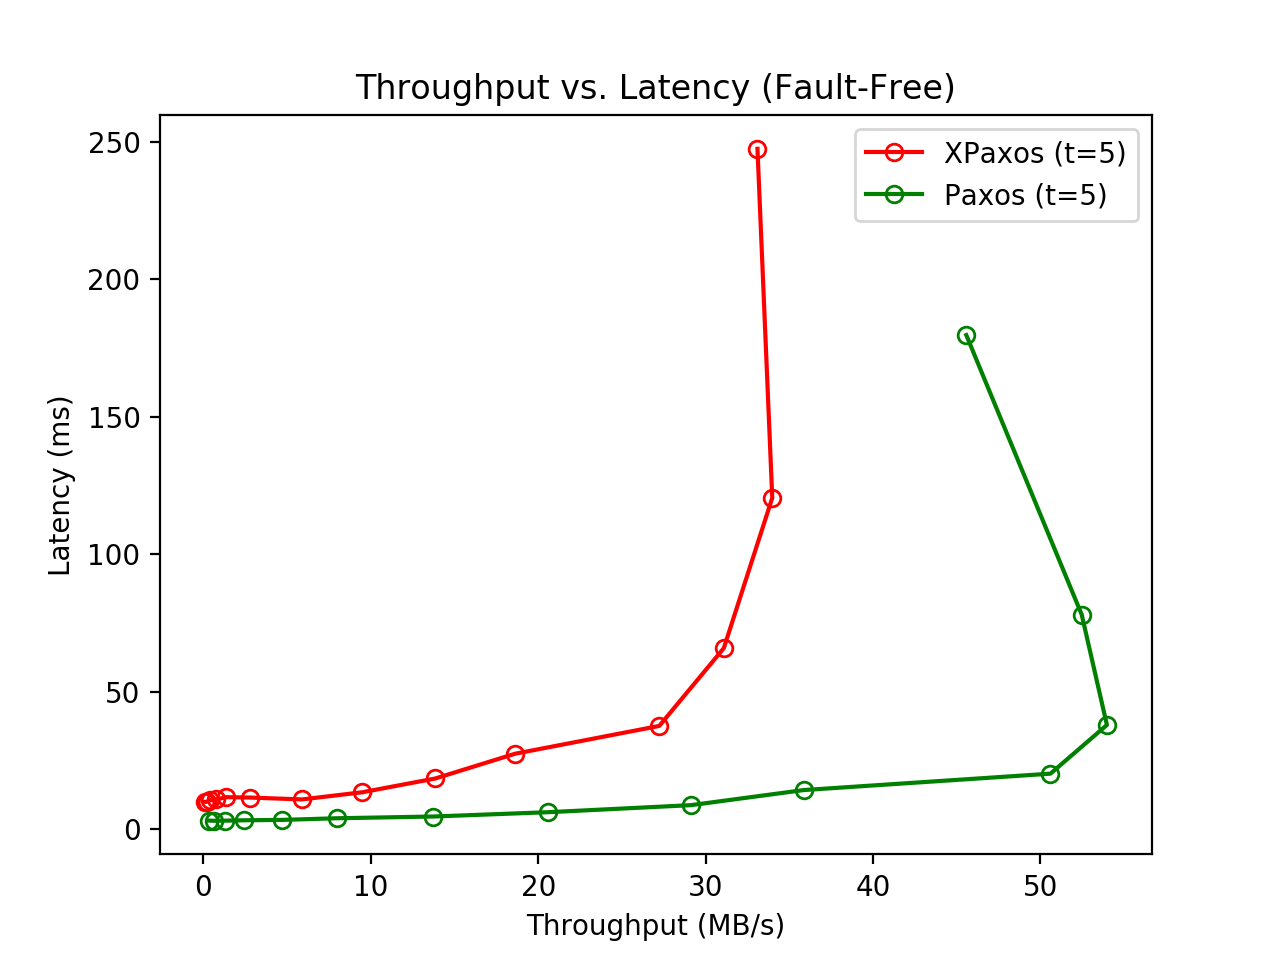 Throughput vs. Latency (Fault-Free)
XPaxos (t=5)
Paxos (t=5)
Latency (ms)
250
200
150
100
50
0
0 10 20 30 40 50
Throughput (MB/s)